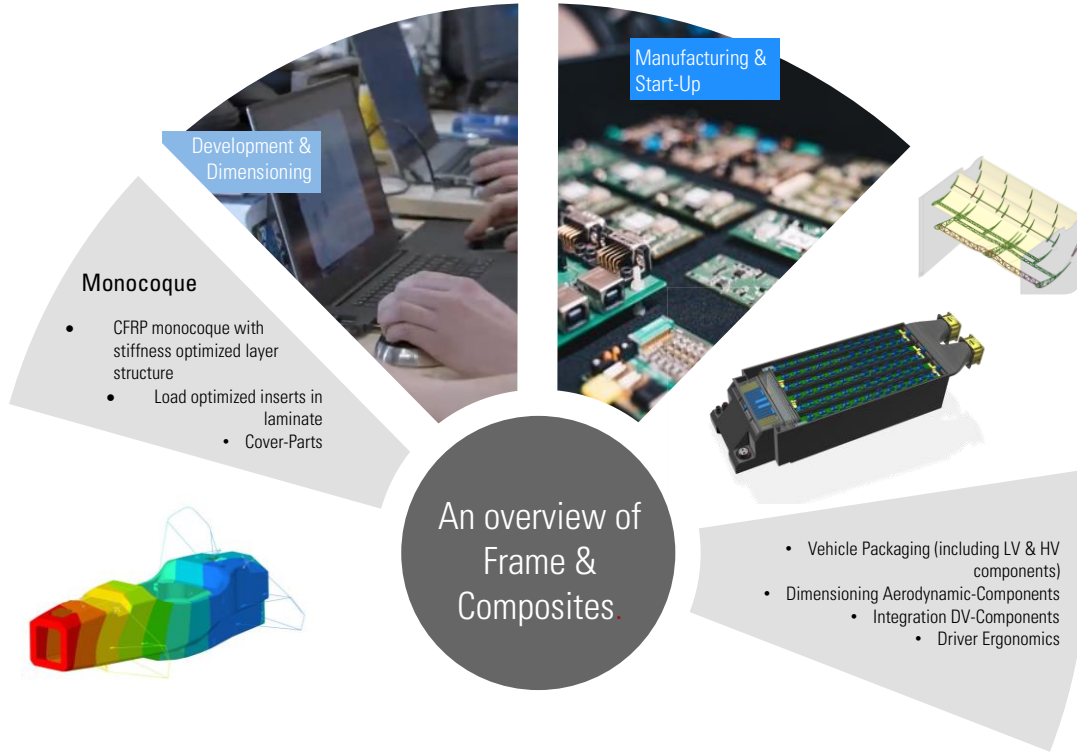 Development &
Dimensioning
Manufacturing &
Start-Up
Monocoque
• CFRP monocoque with
stiffness optimized layer
structure
• Load optimized inserts in
laminate
• Cover-Parts
An overview of
Frame &
Composites.
• Vehicle Packaging (including LV & HV
components)
• Dimensioning Aerodynamic-Components
• Integration DV-Components
• Driver Ergonomics